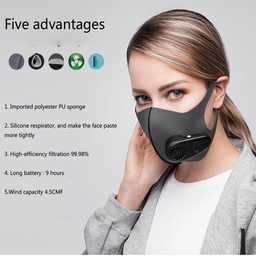 Five advantages
1. Imported polyester PU sponge
2. Silicone respirator, and make the face paste
more tightly
3. High-efficiency filtration 99.98%
4. Long battery : 9 hours
5.Wind capacity 4.5CMF